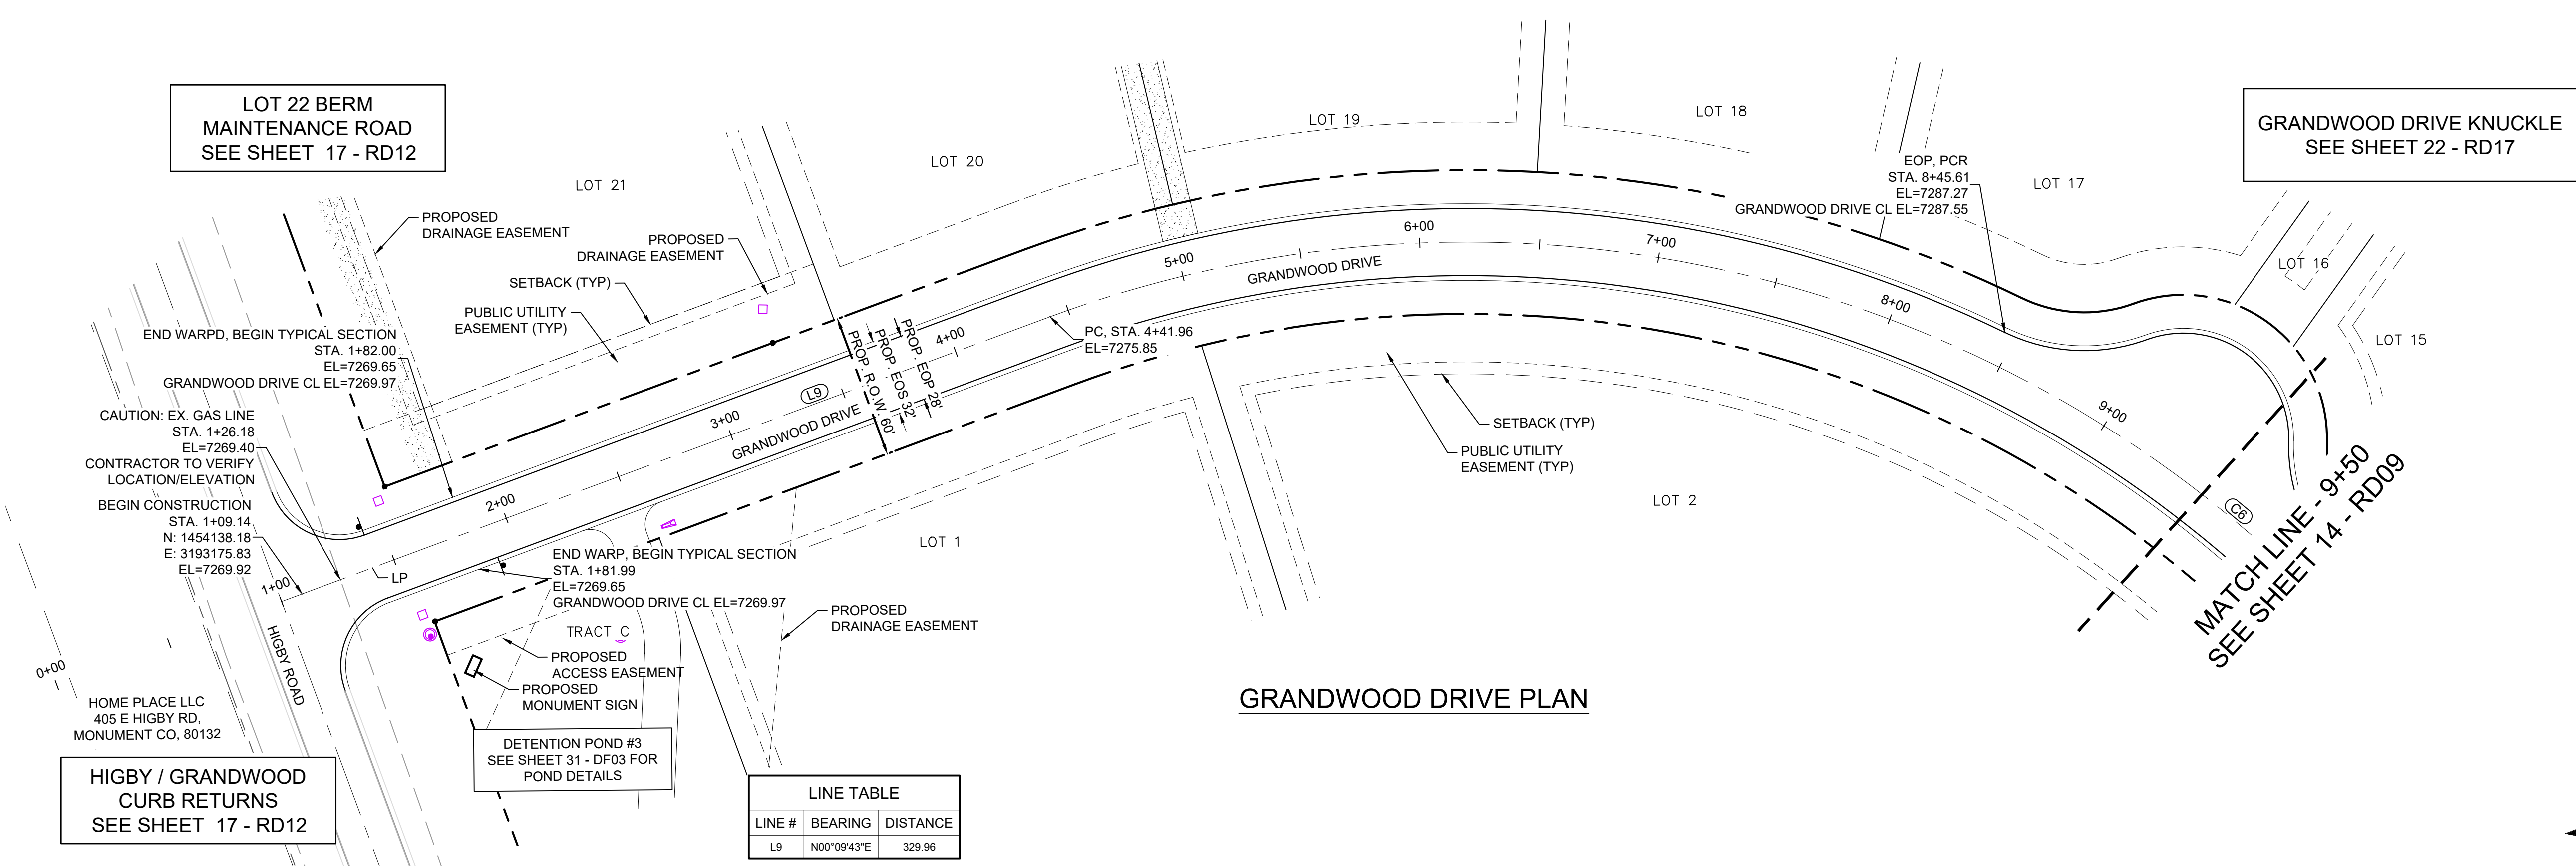 LOT 22 BERM
MAINTENANCE ROAD
SEE SHEET 17 - RD12
LOT 21
LOT 20
LOT 19
LOT 18
LOT 17
LOT 16
LOT 15
GRANDWOOD DRIVE KNUCKLE
SEE SHEET 22 - RD17
EOP, PCR
STA. 8+45.61
EL=7287.27
GRANDWOOD DRIVE CL EL=7287.55
PROPOSED
DRAINAGE EASEMENT
PROPOSED
DRAINAGE EASEMENT
SETBACK (TYP)
PUBLIC UTILITY
EASEMENT (TYP)
END WARPD, BEGIN TYPICAL SECTION
STA. 1+82.00
EL=7269.65
GRANDWOOD DRIVE CL EL=7269.97
CAUTION: EX. GAS LINE
STA. 1+26.18
EL=7269.40
CONTRACTOR TO VERIFY
LOCATION/ELEVATION
BEGIN CONSTRUCTION
STA. 1+09.14
N: 1454138.18
E: 3193175.83
EL=7269.92
0+00
1+00
2+00
3+00
4+00
5+00
6+00
7+00
8+00
9+00
LP
L9
C6
GRANDWOOD DRIVE
GRANDWOOD DRIVE
PROP. R.O.W. 60'
PROP. EOS 32'
PROP. EOP 28'
PC, STA. 4+41.96
EL=7275.85
SETBACK (TYP)
PUBLIC UTILITY
EASEMENT (TYP)
LOT 2
LOT 1
MATCH LINE - 9+50
SEE SHEET 14 - RD09
END WARP, BEGIN TYPICAL SECTION
STA. 1+81.99
EL=7269.65
GRANDWOOD DRIVE CL EL=7269.97
TRACT C
PROPOSED
DRAINAGE EASEMENT
PROPOSED
ACCESS EASEMENT
PROPOSED
MONUMENT SIGN
HIGBY ROAD
HOME PLACE LLC
405 E HIGBY RD,
MONUMENT CO, 80132
HIGBY / GRANDWOOD
CURB RETURNS
SEE SHEET 17 - RD12
DETENTION POND #3
SEE SHEET 31 - DF03 FOR
POND DETAILS
LINE TABLE
LINE # BEARING DISTANCE
L9 N00°09'43"E 329.96
GRANDWOOD DRIVE PLAN